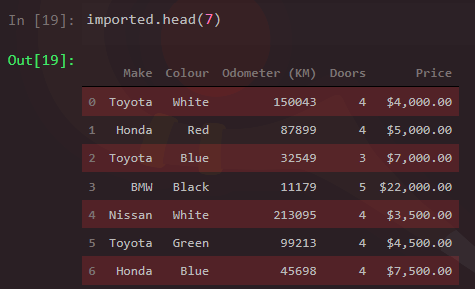 In [19]: imported.head(7)
Out[19]:
Make Colour Odometer (KM) Doors Price
0 Toyota White 150043 4 $4,000.00
1 Honda Red 87899 4 $5,000.00
2 Toyota Blue 32549 3 $7,000.00
3 BMW Black 11179 5 $22,000.00
4 Nissan White 213095 4 $3,500.00
5 Toyota Green 99213 4 $4,500.00
6 Honda Blue 45698 4 $7,500.00